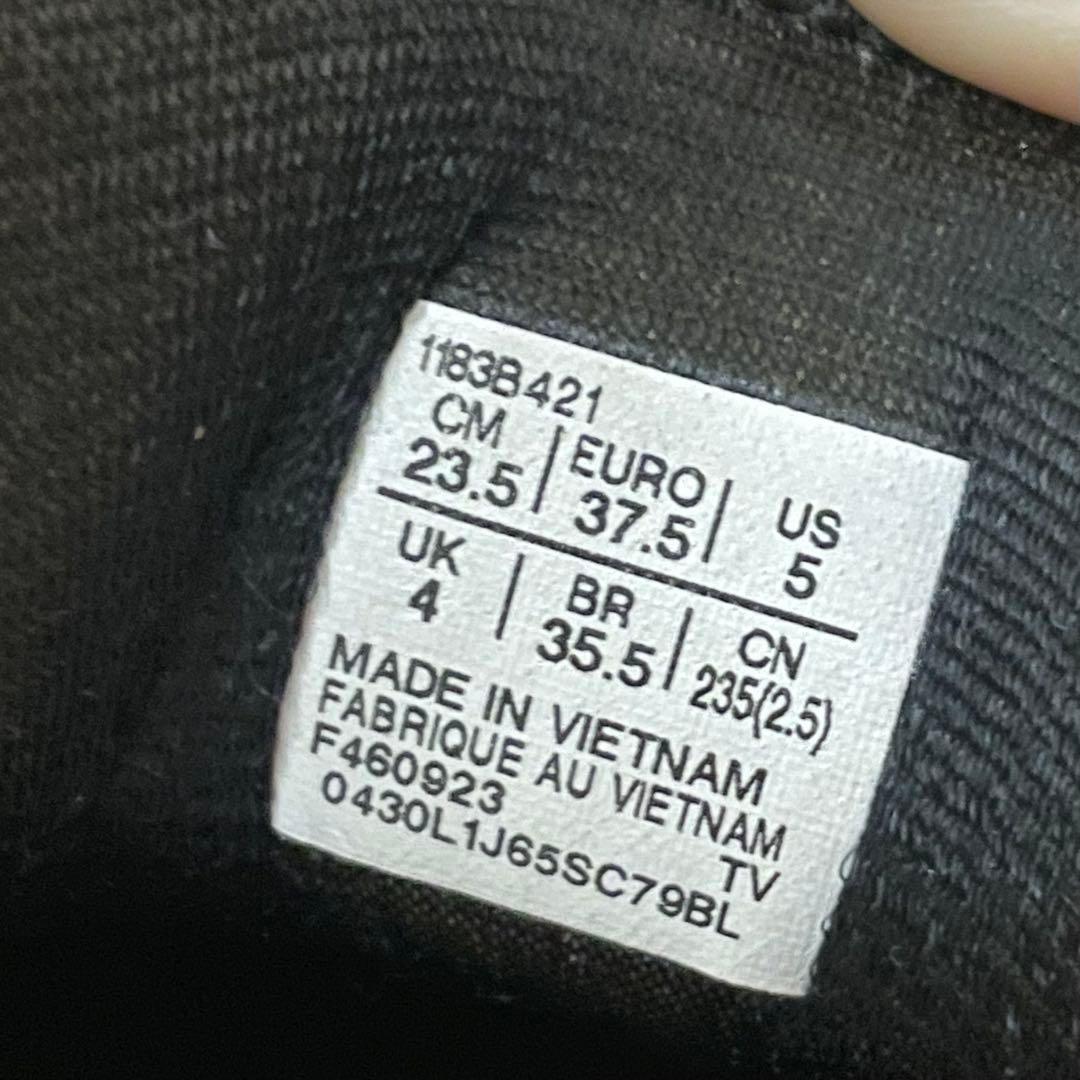 1183B421
CM | EURO | US
23.5 | 37.5 | 5
UK | BR | CN
4 | 35.5 | 235(2.5)
MADE IN VIETNAM
FABRIQUE AU VIETNAM
F460923 TV
0430L1J65SC79BL